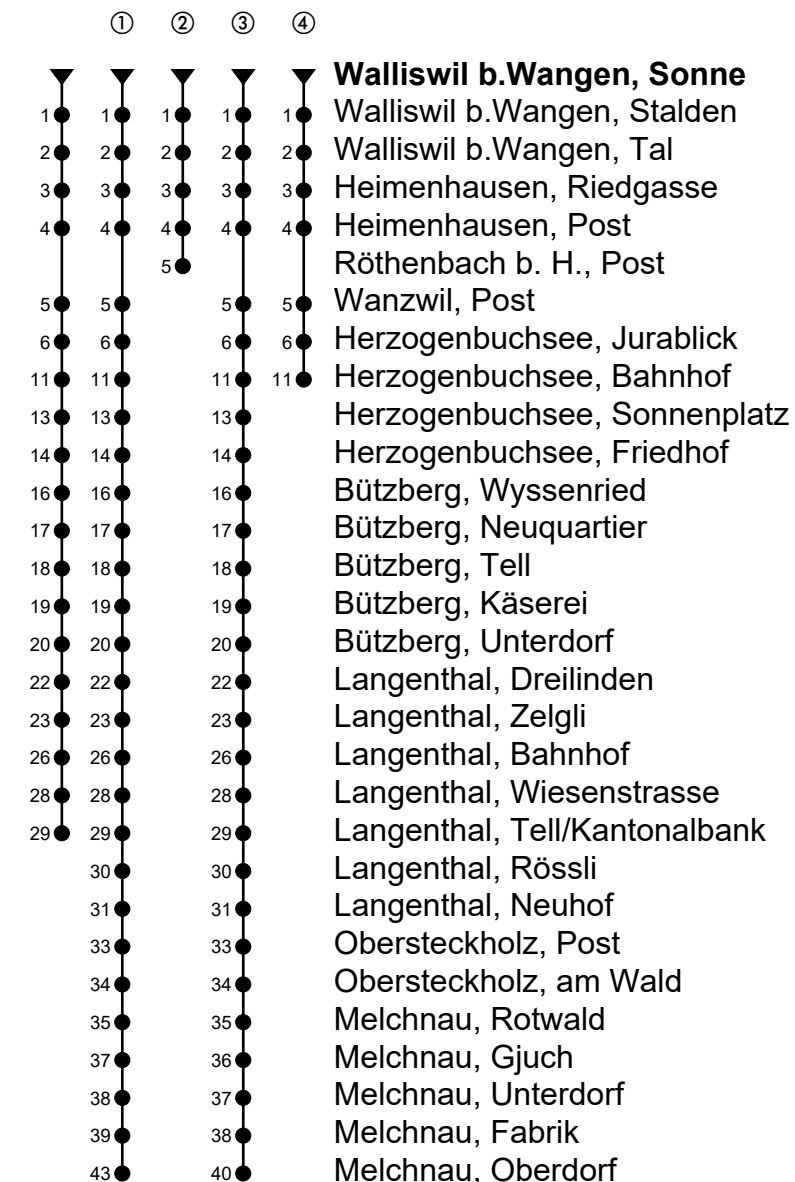 ① ② ③ ④
Walliswil b.Wangen, Sonne
1 1 1 1 1 Walliswil b.Wangen, Stalden
2 2 2 2 2 Walliswil b.Wangen, Tal
3 3 3 3 3 Heimenhausen, Riedgasse
4 4 4 4 4 Heimenhausen, Post
5 Röthenbach b. H., Post
5 5 5 5 Wanzwil, Post
6 6 6 6 Herzogenbuchsee, Jurablick
11 11 11 11 Herzogenbuchsee, Bahnhof
13 13 13 Herzogenbuchsee, Sonnenplatz
14 14 14 Herzogenbuchsee, Friedhof
16 16 16 Bützberg, Wyssenried
17 17 17 Bützberg, Neuquartier
18 18 18 Bützberg, Tell
19 19 19 Bützberg, Käserei
20 20 20 Bützberg, Unterdorf
22 22 22 Langenthal, Dreilinden
23 23 23 Langenthal, Zelgli
26 26 26 Langenthal, Bahnhof
28 28 28 Langenthal, Wiesenstrasse
29 29 29 Langenthal, Tell/Kantonalbank
30 30 Langenthal, Rössli
31 31 Langenthal, Neuhof
33 33 Obersteckholz, Post
34 34 Obersteckholz, am Wald
35 35 Melchnau, Rotwald
37 36 Melchnau, Gjuch
38 37 Melchnau, Unterdorf
39 38 Melchnau, Fabrik
43 40 Melchnau, Oberdorf